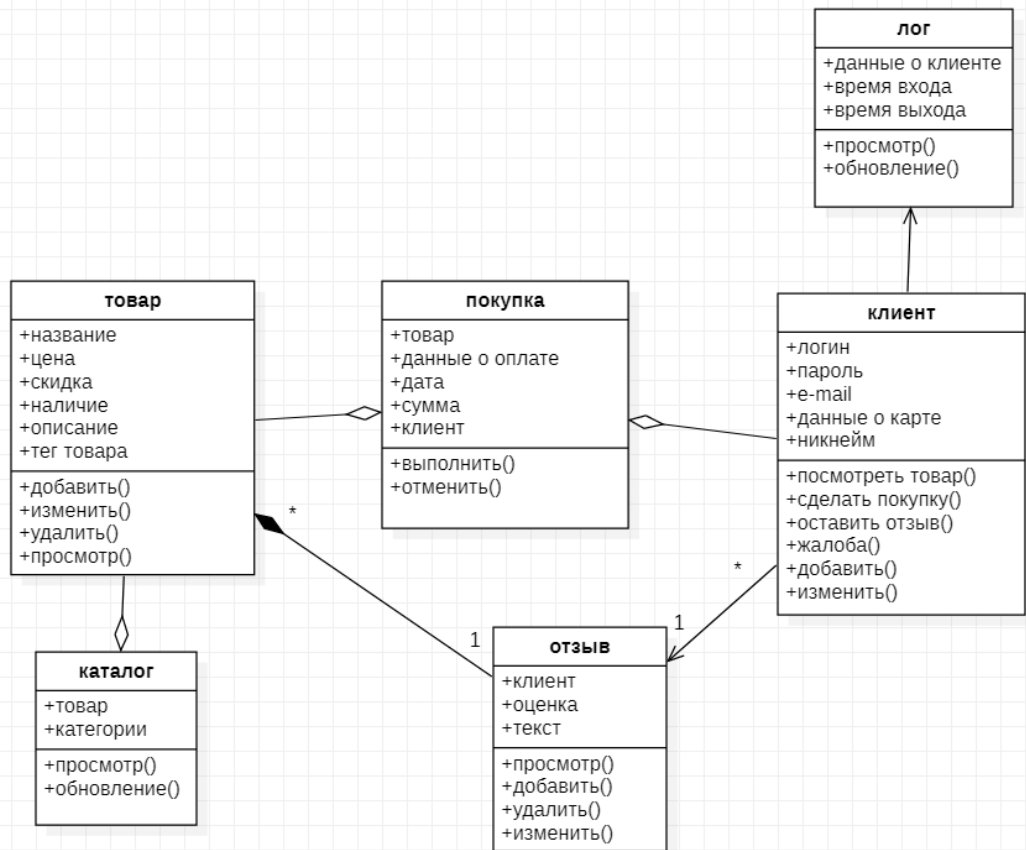 лог
+данные о клиенте
+время входа
+время выхода
+просмотр()
+обновление()
товар
+название
+цена
+скидка
+наличие
+описание
+тег товара
+добавить()
+изменить()
+удалить()
+просмотр()
покупка
+товар
+данные о оплате
+дата
+сумма
+клиент
+выполнить()
+отменить()
клиент
+логин
+пароль
+e-mail
+данные о карте
+никнейм
+посмотреть товар()
+сделать покупку()
+оставить отзыв()
+жалоба()
+добавить()
+изменить()
*
1
*
1
каталог
+товар
+категории
+просмотр()
+обновление()
отзыв
+клиент
+оценка
+текст
+просмотр()
+добавить()
+удалить()
+изменить()